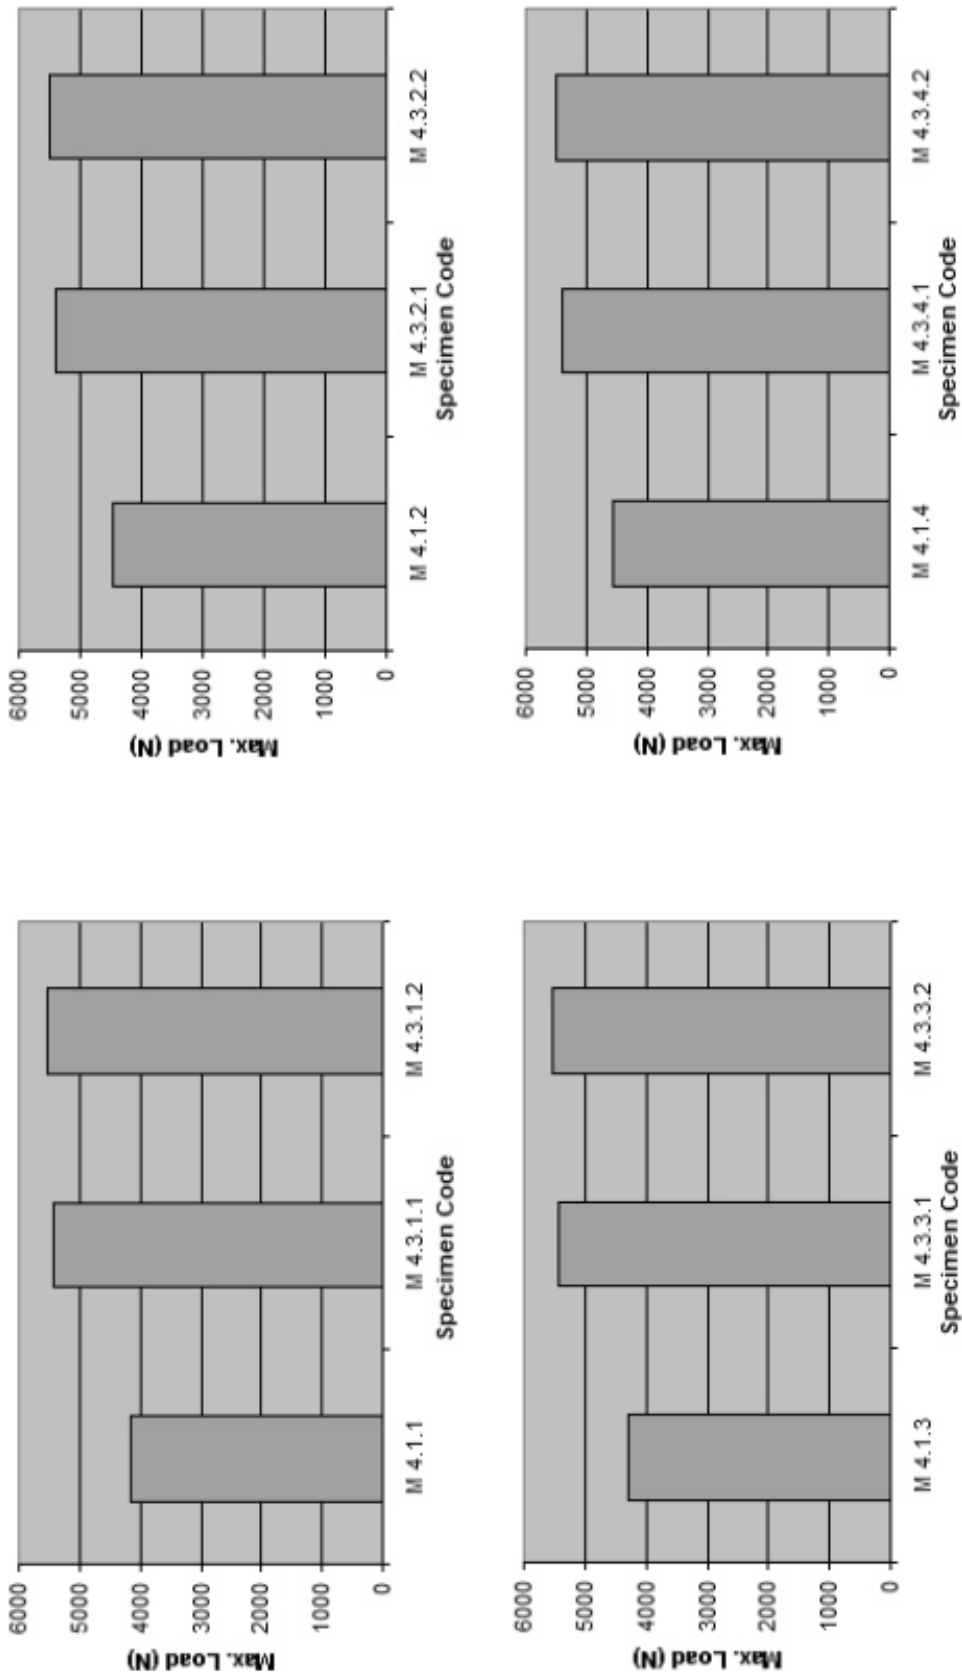 Max. Load (N)
6000
5000
4000
3000
2000
1000
0
M 4.1.1
M 4.3.1.1
M 4.3.1.2
Specimen Code
Max. Load (N)
6000
5000
4000
3000
2000
1000
0
M 4.1.2
M 4.3.2.1
M 4.3.2.2
Specimen Code
Max. Load (N)
6000
5000
4000
3000
2000
1000
0
M 4.1.3
M 4.3.3.1
M 4.3.3.2
Specimen Code
Max. Load (N)
6000
5000
4000
3000
2000
1000
0
M 4.1.4
M 4.3.4.1
M 4.3.4.2
Specimen Code